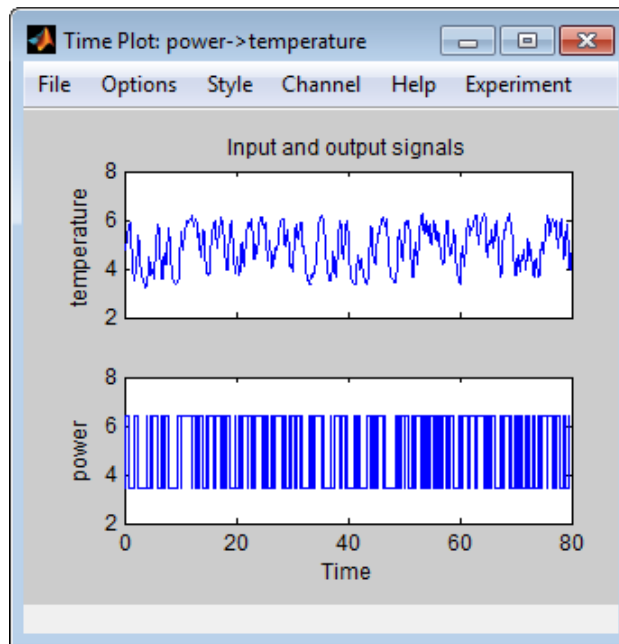 Time Plot: power->temperature
File Options Style Channel Help Experiment
Input and output signals
8
6
4
2
temperature
8
6
4
2
power
0 20 40 60 80
Time